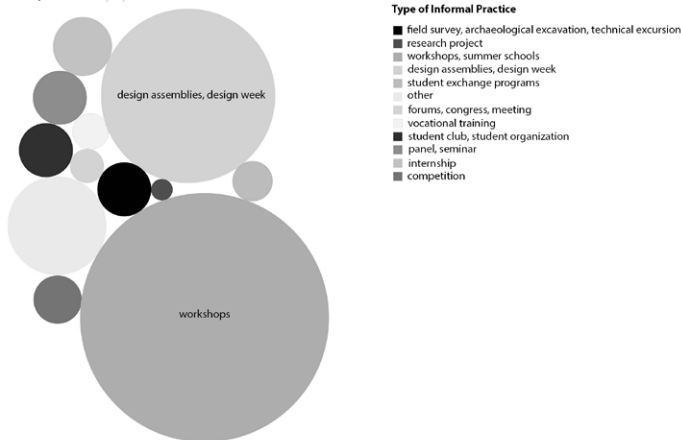 design assemblies, design week
workshops
Type of Informal Practice
field survey, archaeological excavation, technical excursion
research project
workshops, summer schools
design assemblies, design week
student exchange programs
other
forums, congress, meeting
vocational training
student club, student organization
panel, seminar
internship
competition